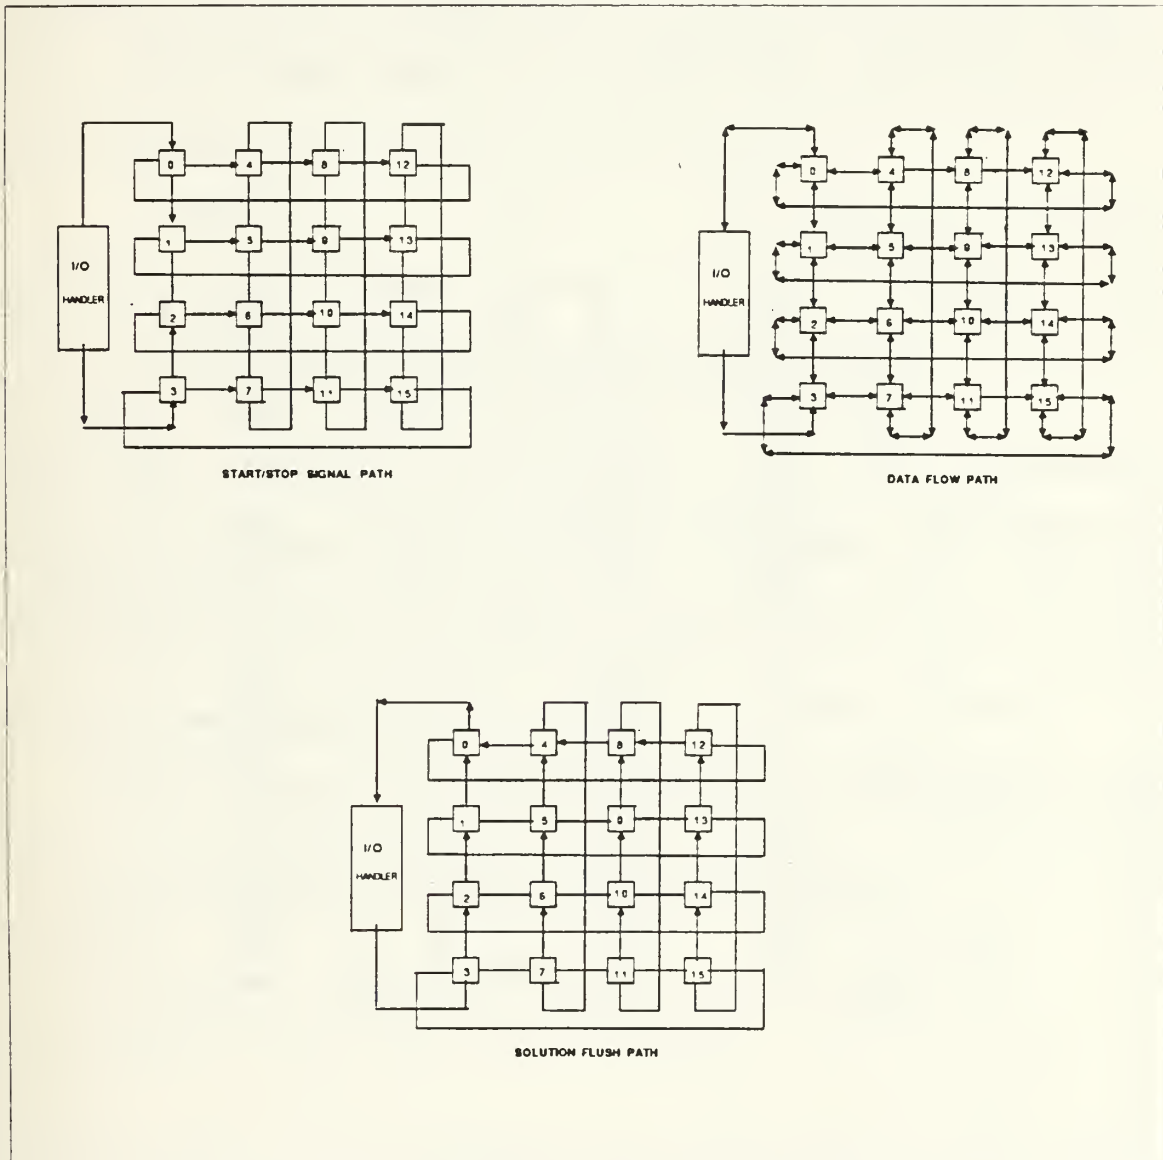 0 4 8 12
1 5 9 13
I/O
HANDLER
2 6 10 14
3 7 11 15
START/STOP SIGNAL PATH
0 4 8 12
1 5 9 13
I/O
HANDLER
2 6 10 14
3 7 11 15
DATA FLOW PATH
0 4 8 12
1 5 9 13
I/O
HANDLER
2 6 10 14
3 7 11 15
SOLUTION FLUSH PATH